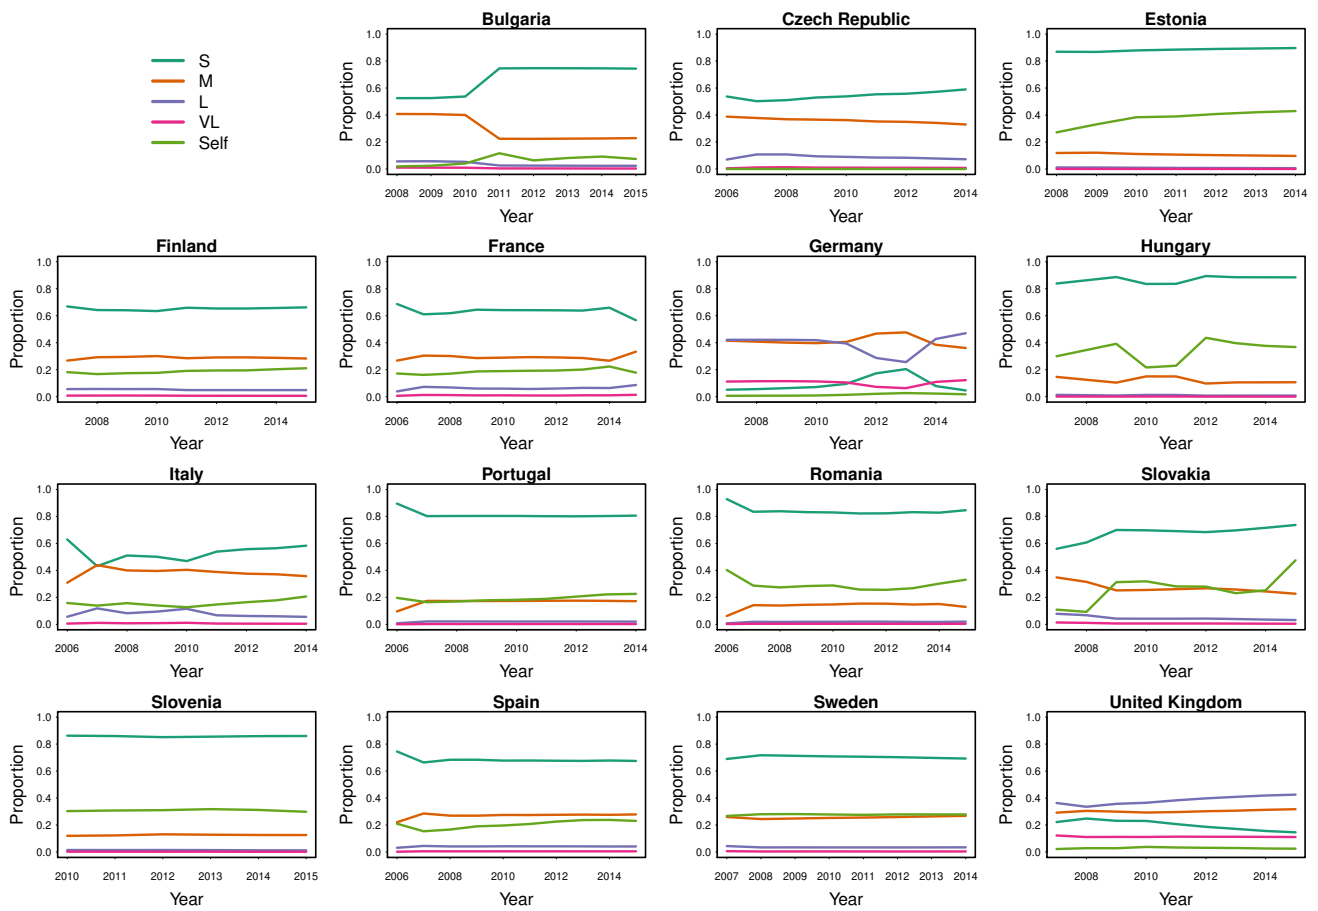 S
M
L
VL
Self
Bulgaria
Proportion
1.0
0.8
0.6
0.4
0.2
0.0
2008 2009 2010 2011 2012 2013 2014 2015
Year
Czech Republic
Proportion
1.0
0.8
0.6
0.4
0.2
0.0
2006 2008 2010 2012 2014
Year
Estonia
Proportion
1.0
0.8
0.6
0.4
0.2
0.0
2008 2009 2010 2011 2012 2013 2014
Year
Finland
Proportion
1.0
0.8
0.6
0.4
0.2
0.0
2008 2010 2012 2014
Year
France
Proportion
1.0
0.8
0.6
0.4
0.2
0.0
2006 2008 2010 2012 2014
Year
Germany
Proportion
1.0
0.8
0.6
0.4
0.2
0.0
2008 2010 2012 2014
Year
Hungary
Proportion
1.0
0.8
0.6
0.4
0.2
0.0
2008 2010 2012 2014
Year
Italy
Proportion
1.0
0.8
0.6
0.4
0.2
0.0
2006 2008 2010 2012 2014
Year
Portugal
Proportion
1.0
0.8
0.6
0.4
0.2
0.0
2006 2008 2010 2012 2014
Year
Romania
Proportion
1.0
0.8
0.6
0.4
0.2
0.0
2006 2008 2010 2012 2014
Year
Slovakia
Proportion
1.0
0.8
0.6
0.4
0.2
0.0
2008 2010 2012 2014
Year
Slovenia
Proportion
1.0
0.8
0.6
0.4
0.2
0.0
2010 2011 2012 2013 2014 2015
Year
Spain
Proportion
1.0
0.8
0.6
0.4
0.2
0.0
2006 2008 2010 2012 2014
Year
Sweden
Proportion
1.0
0.8
0.6
0.4
0.2
0.0
2007 2008 2009 2010 2011 2012 2013 2014
Year
United Kingdom
Proportion
1.0
0.8
0.6
0.4
0.2
0.0
2008 2010 2012 2014
Year